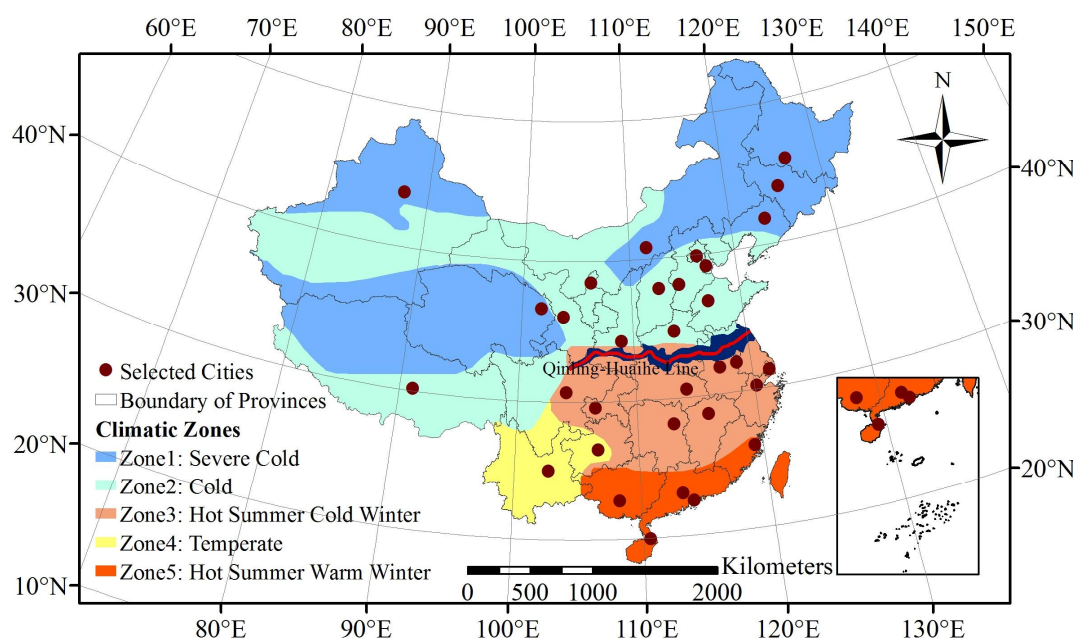 60°E 70°E 80°E 90°E 100°E 110°E 120°E 130°E 140°E 150°E
N
40°N
40°N
30°N
30°N
20°N
20°N
10°N
Qinling-Huaihe Line
Selected Cities
Boundary of Provinces
Climatic Zones
Zone1: Severe Cold
Zone2: Cold
Zone3: Hot Summer Cold Winter
Zone4: Temperate
Zone5: Hot Summer Warm Winter
Kilometers
0 500 1000 2000
80°E 90°E 100°E 110°E 120°E 130°E